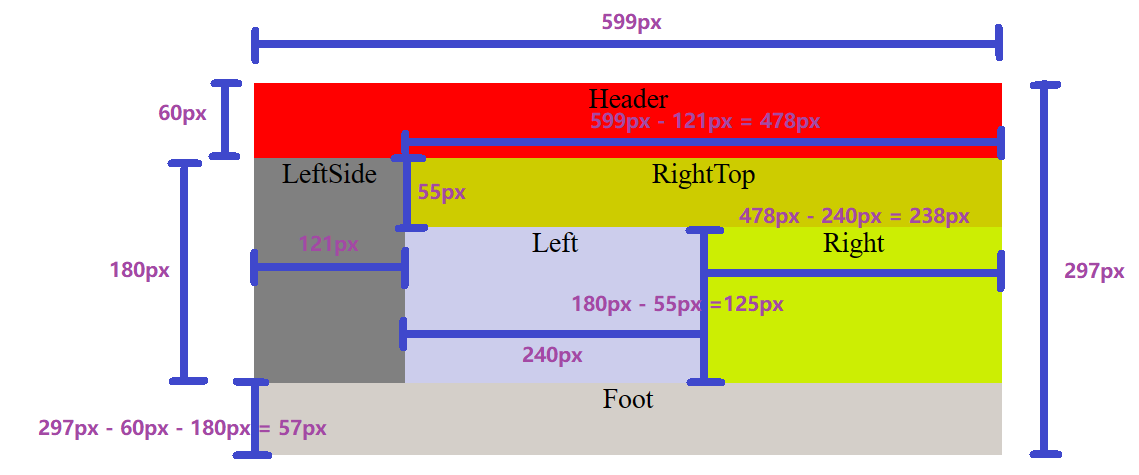 599px
Header
60px
599px - 121px = 478px
LeftSide
RightTop
55px
478px - 240px = 238px
121px
Left
Right
180px
297px
180px - 55px =125px
240px
Foot
297px - 60px - 180px = 57px